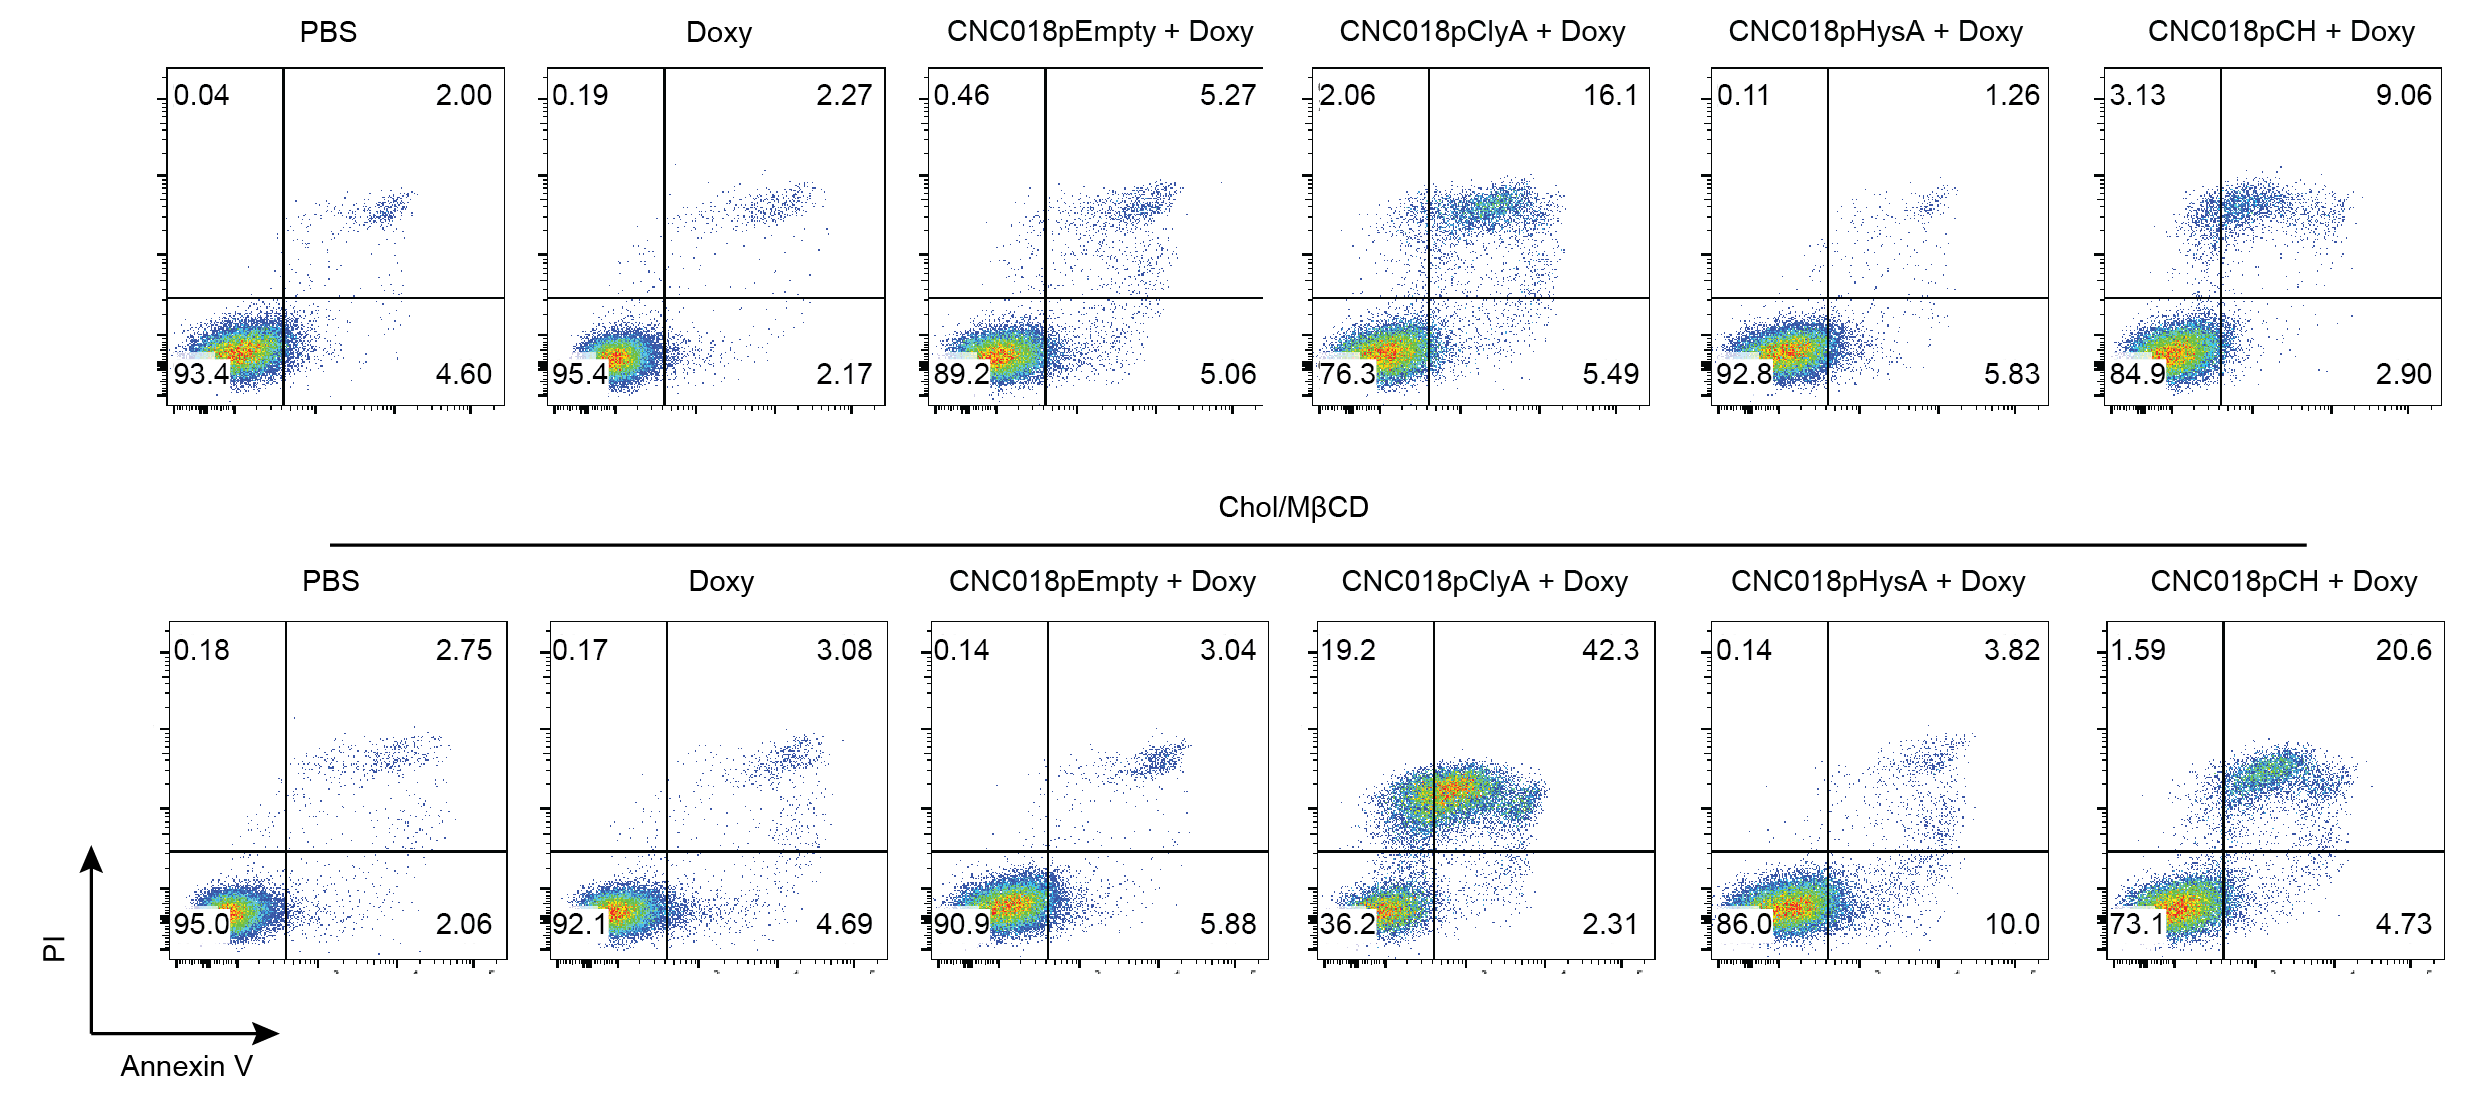 PBS Doxy CNC018pEmpty + Doxy CNC018pClyA + Doxy CNC018pHysA + Doxy CNC018pCH + Doxy
0.04 2.00 0.19 2.27 0.46 5.27 2.06 16.1 0.11 1.26 3.13 9.06
93.4 4.60 95.4 2.17 89.2 5.06 76.3 5.49 92.8 5.83 84.9 2.90
Chol/MβCD
PBS Doxy CNC018pEmpty + Doxy CNC018pClyA + Doxy CNC018pHysA + Doxy CNC018pCH + Doxy
0.18 2.75 0.17 3.08 0.14 3.04 19.2 42.3 0.14 3.82 1.59 20.6
95.0 2.06 92.1 4.69 90.9 5.88 36.2 2.31 86.0 10.0 73.1 4.73
PI
Annexin V